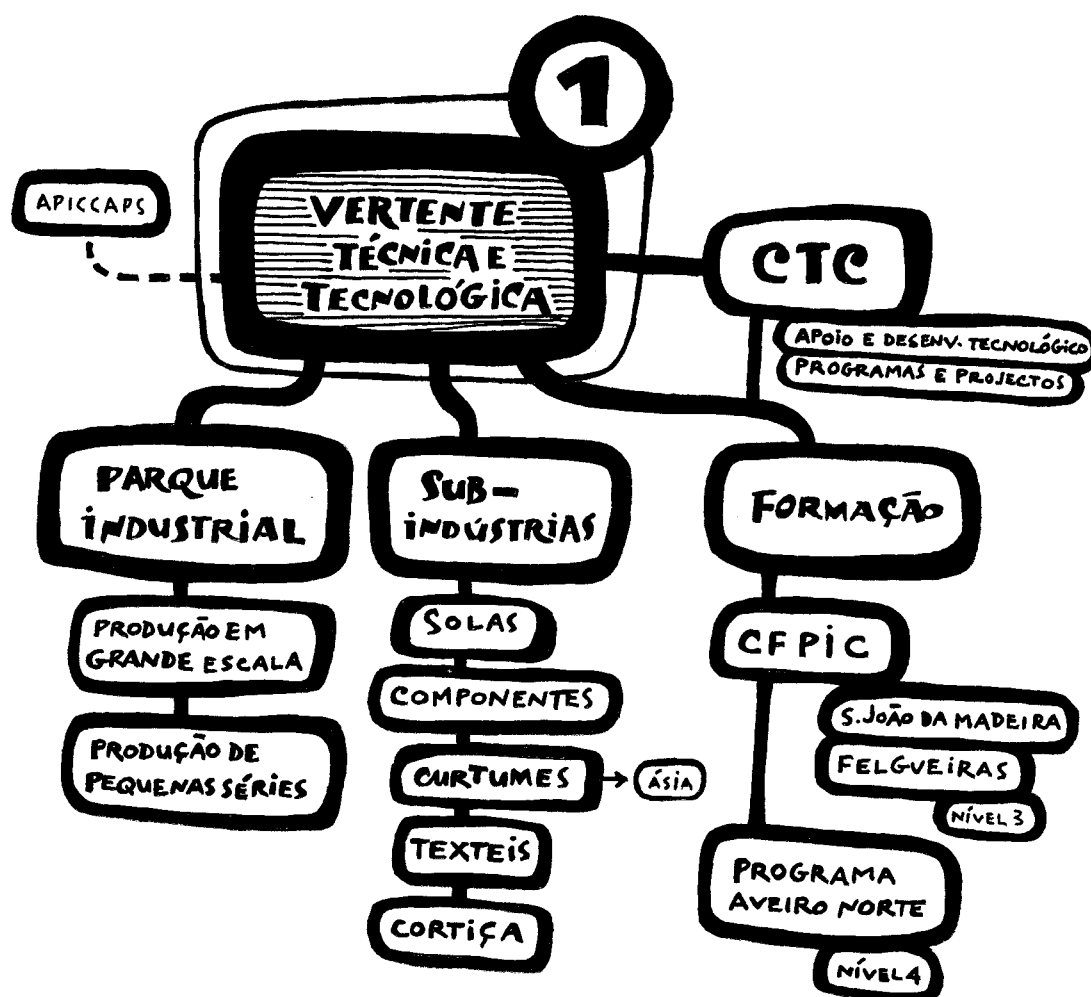 1
APICCAPS
VERTENTE
TÉCNICA E
TECNOLÓGICA
CTC
APOIO E DESENV. TECNOLÓGICO
PROGRAMAS E PROJECTOS
PARQUE
INDUSTRIAL
PRODUÇÃO EM
GRANDE ESCALA
PRODUÇÃO DE
PEQUENAS SÉRIES
SUB-
INDÚSTRIAS
SOLAS
COMPONENTES
CURTUMES
ÁSIA
TEXTEIS
CORTIÇA
FORMAÇÃO
CFPIC
S. JOÃO DA MADEIRA
FELGUEIRAS
NÍVEL 3
PROGRAMA
AVEIRO NORTE
NÍVEL 4